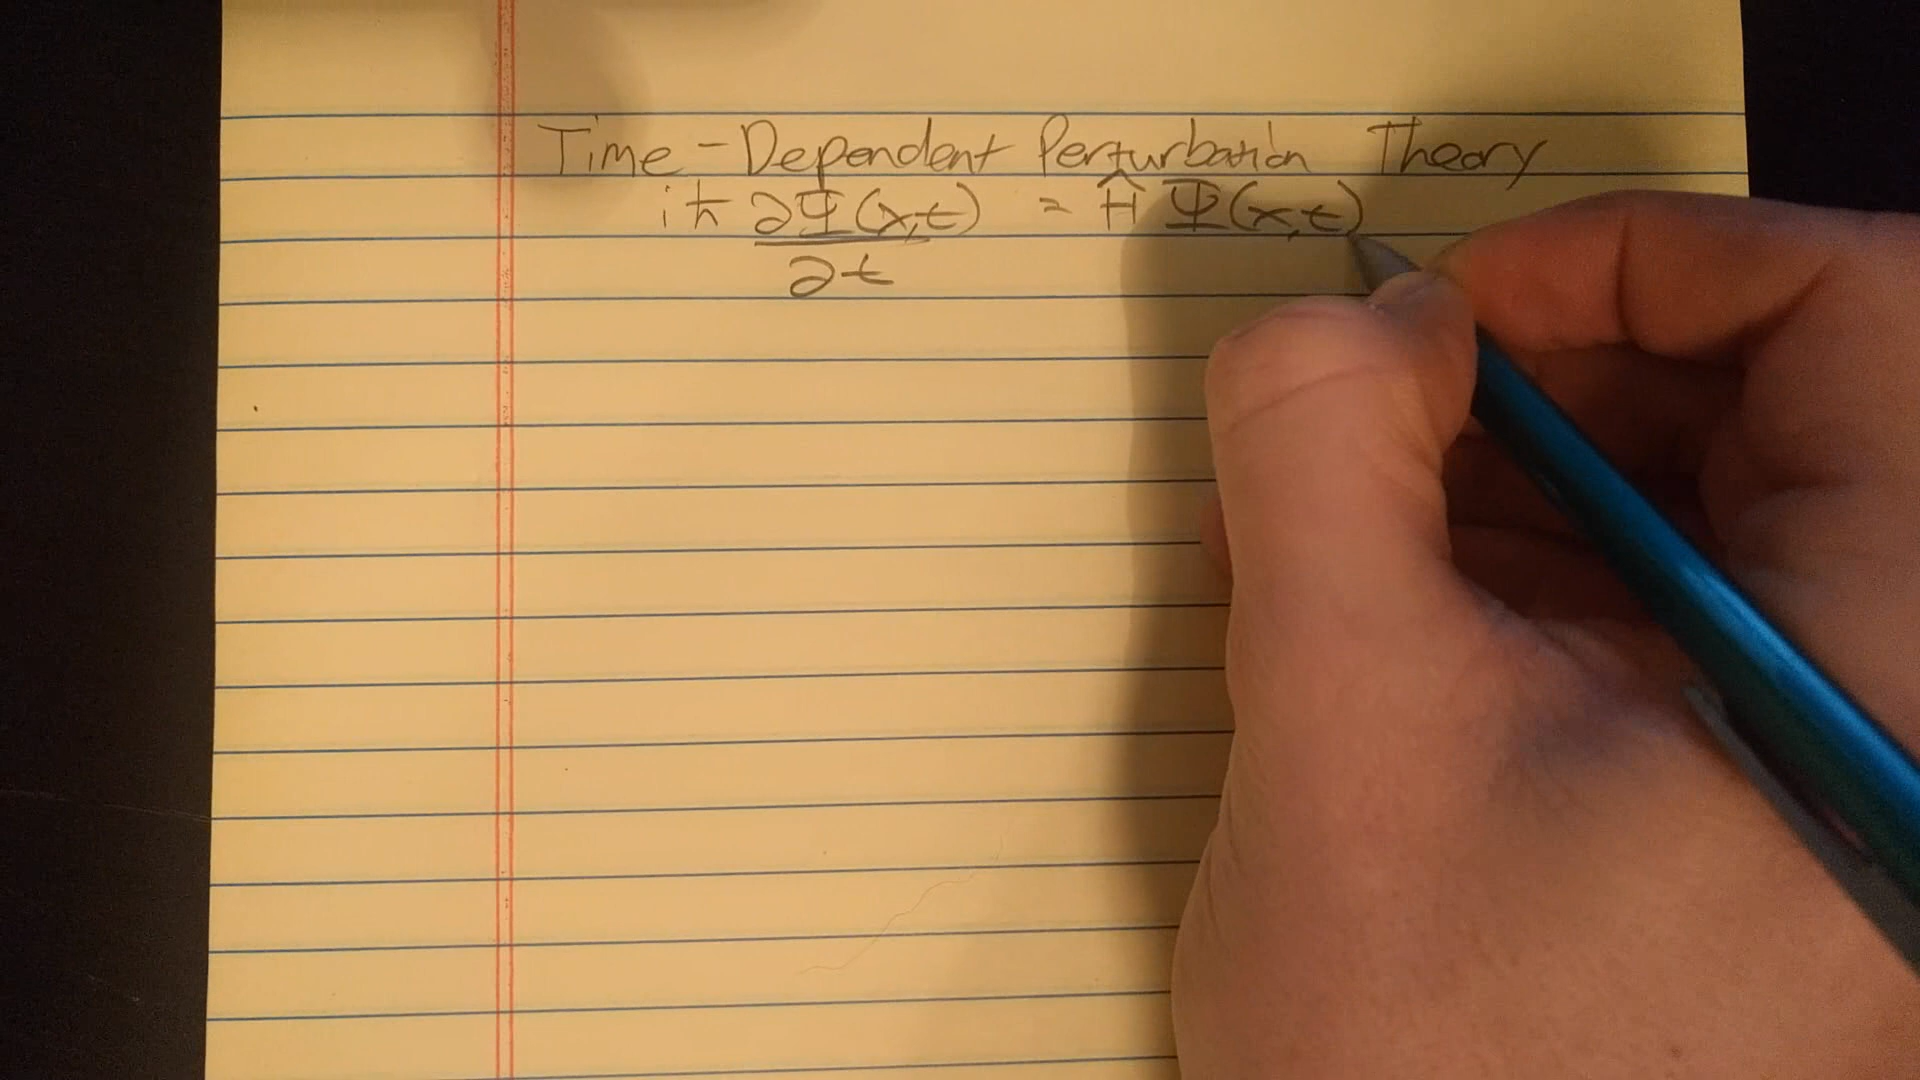 Time-Dependent Perturbation Theory
iħ ∂Ψ(x,t) = Ĥ Ψ(x,t)
∂t